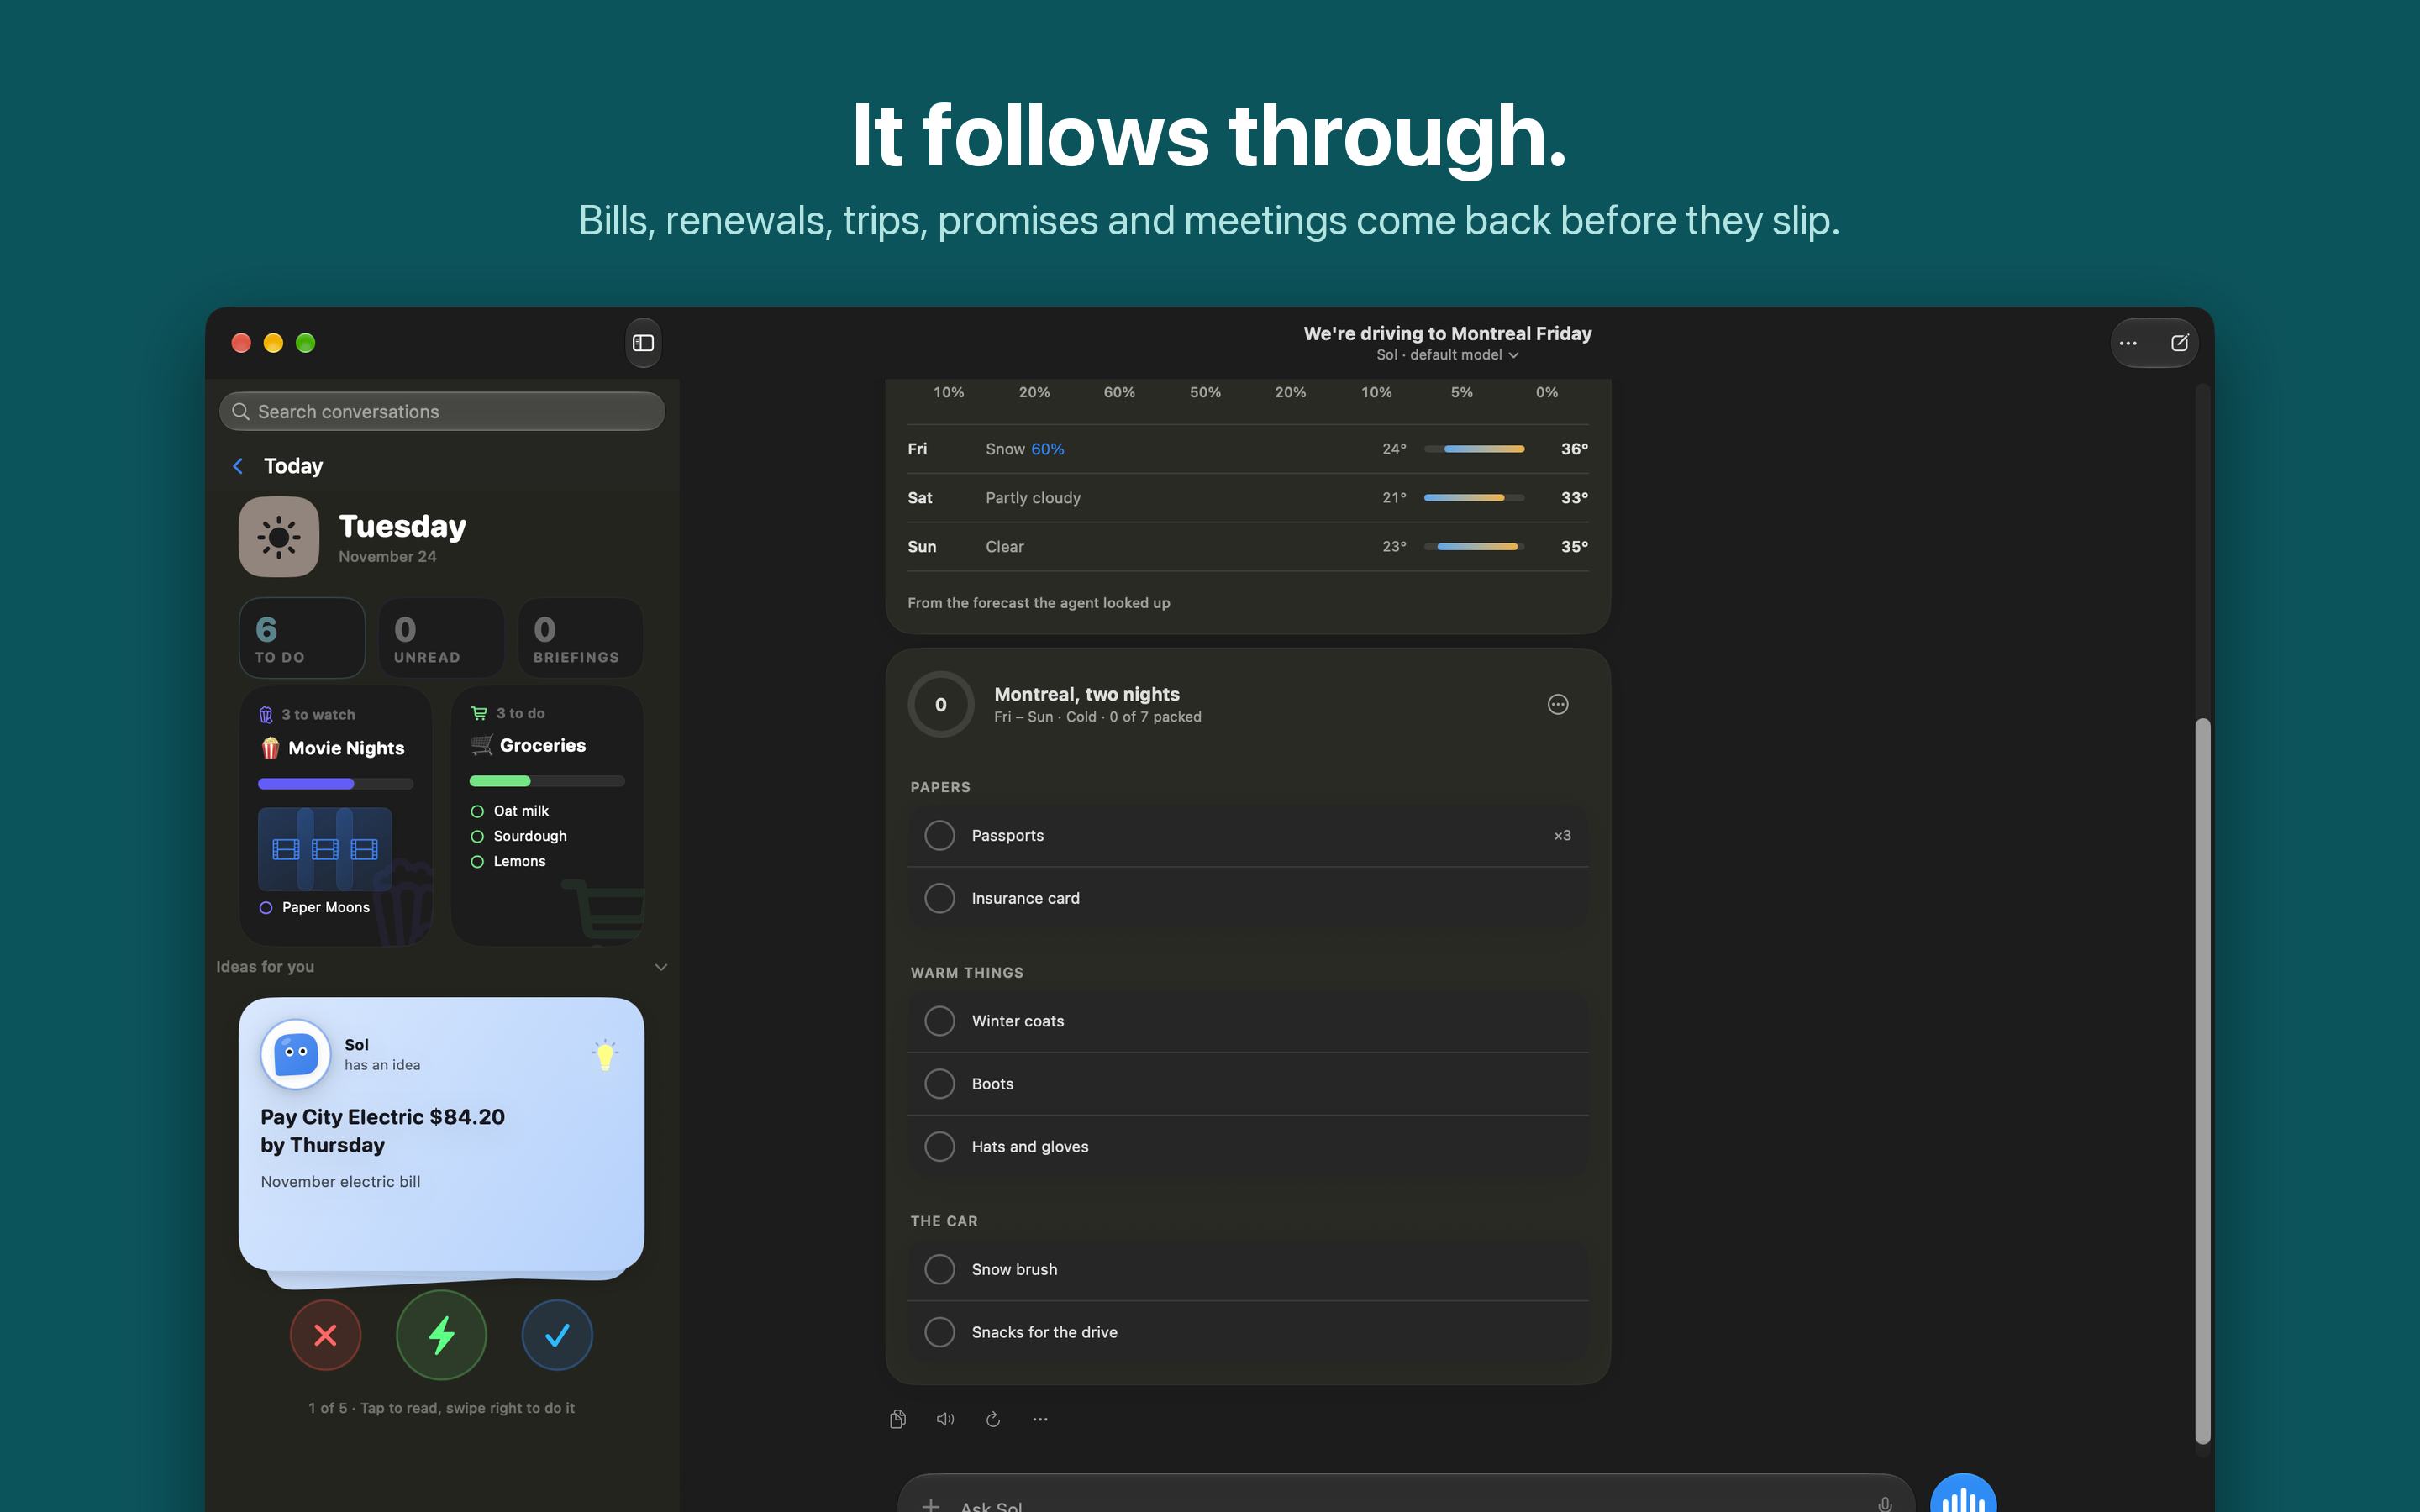 It follows through.
Bills, renewals, trips, promises and meetings come back before they slip.
We're driving to Montreal Friday
Sol · default model
Search conversations
Today
Tuesday
November 24
6
TO DO
0
UNREAD
0
BRIEFINGS
3 to watch
🍿 Movie Nights
Paper Moons
3 to do
🛒 Groceries
Oat milk
Sourdough
Lemons
Ideas for you
Sol
has an idea
Pay City Electric $84.20
by Thursday
November electric bill
1 of 5 · Tap to read, swipe right to do it
10% 20% 60% 50% 20% 10% 5% 0%
Fri Snow 60% 24° 36°
Sat Partly cloudy 21° 33°
Sun Clear 23° 35°
From the forecast the agent looked up
0
Montreal, two nights
Fri – Sun · Cold · 0 of 7 packed
PAPERS
Passports ×3
Insurance card
WARM THINGS
Winter coats
Boots
Hats and gloves
THE CAR
Snow brush
Snacks for the drive
Ask Sol